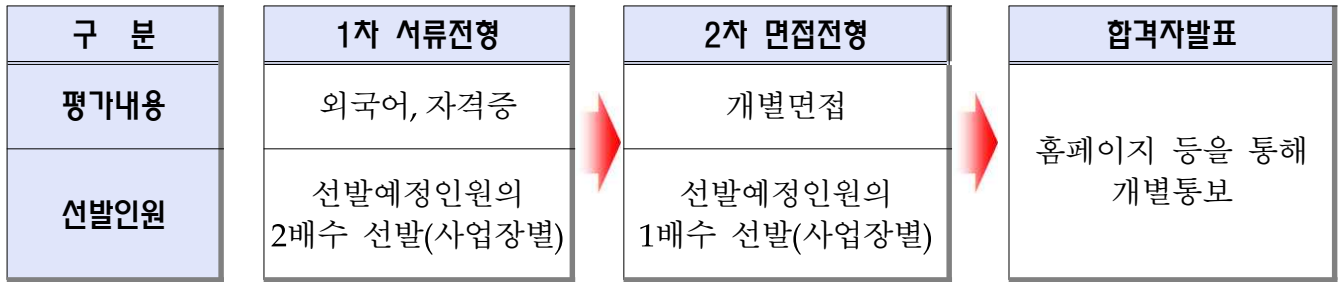 구 분
1차 서류전형
2차 면접전형
합격자발표
평가내용
외국어, 자격증
개별면접
홈페이지 등을 통해
개별통보
선발인원
선발예정인원의
2배수 선발(사업장별)
선발예정인원의
1배수 선발(사업장별)